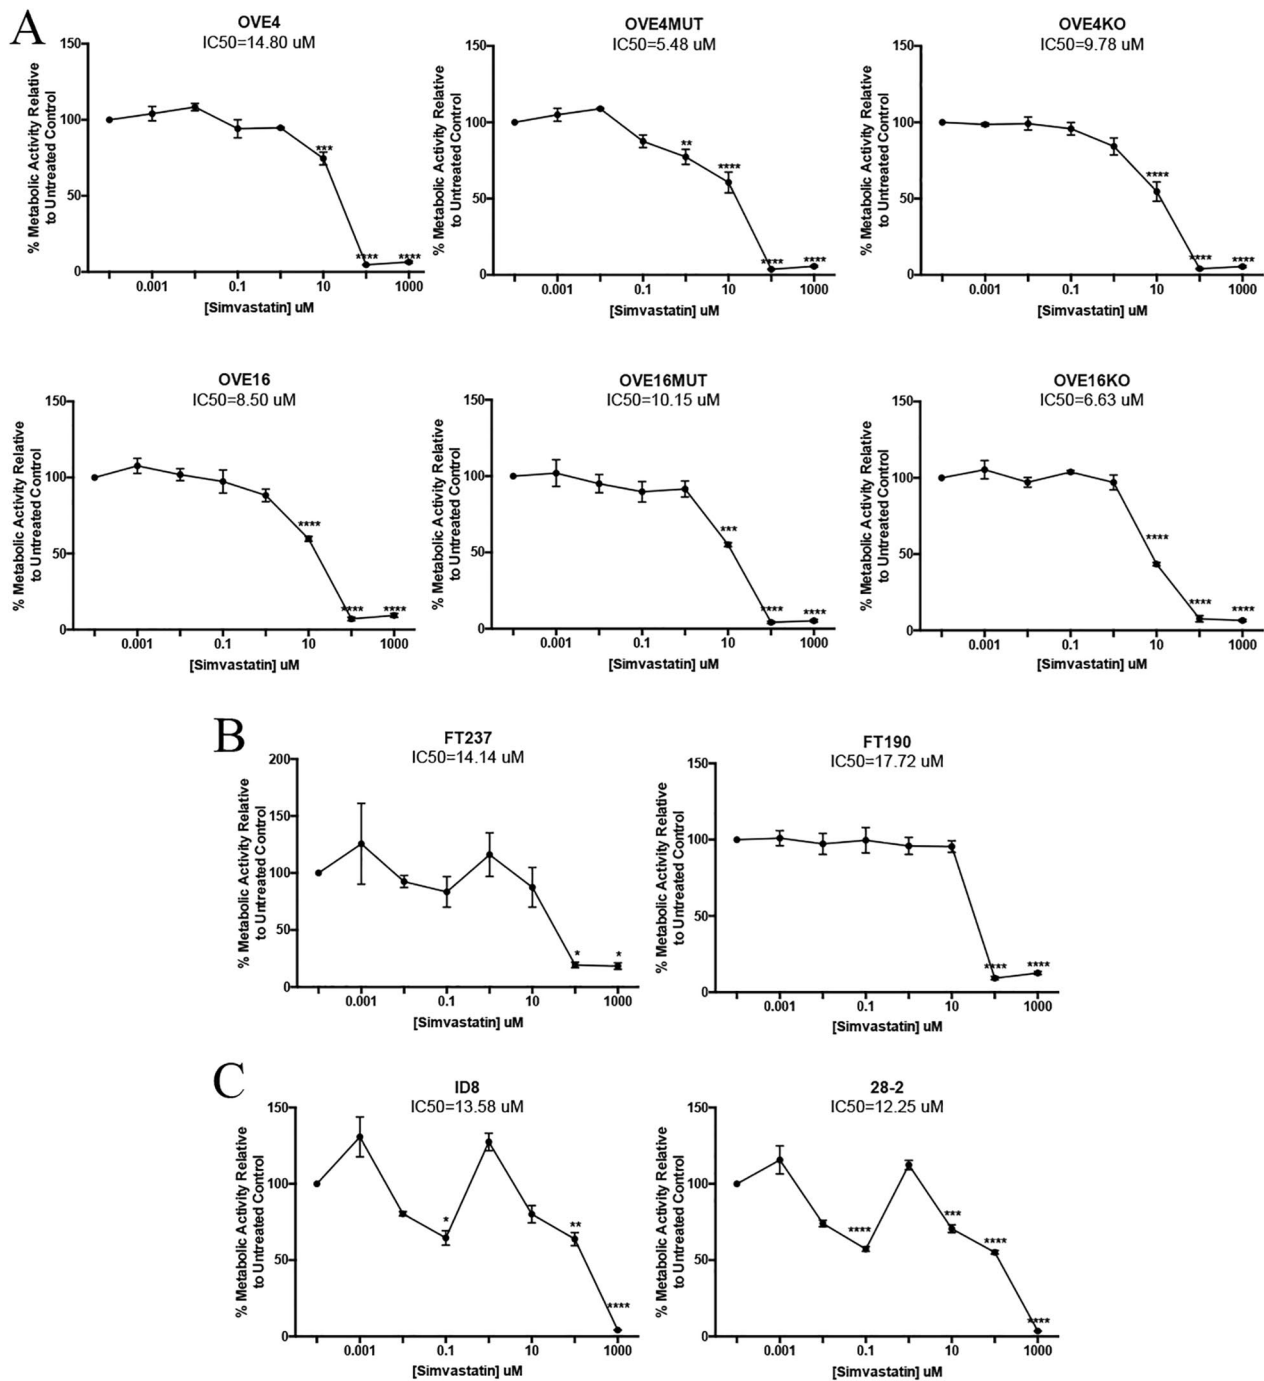 A
OVE4
IC50=14.80 uM
% Metabolic Activity Relative
to Untreated Control
150
100
50
0
***
****
****
0.001
0.1
10
1000
[Simvastatin] uM
OVE4MUT
IC50=5.48 uM
% Metabolic Activity Relative
to Untreated Control
150
100
50
0
**
****
****
****
0.001
0.1
10
1000
[Simvastatin] uM
OVE4KO
IC50=9.78 uM
% Metabolic Activity Relative
to Untreated Control
150
100
50
0
****
****
****
0.001
0.1
10
1000
[Simvastatin] uM
OVE16
IC50=8.50 uM
% Metabolic Activity Relative
to Untreated Control
150
100
50
0
****
****
****
0.001
0.1
10
1000
[Simvastatin] uM
OVE16MUT
IC50=10.15 uM
% Metabolic Activity Relative
to Untreated Control
150
100
50
0
***
****
****
0.001
0.1
10
1000
[Simvastatin] uM
OVE16KO
IC50=6.63 uM
% Metabolic Activity Relative
to Untreated Control
150
100
50
0
****
****
****
0.001
0.1
10
1000
[Simvastatin] uM
B
FT237
IC50=14.14 uM
% Metabolic Activity Relative
to Untreated Control
200
150
100
50
0
*
*
0.001
0.1
10
1000
[Simvastatin] uM
FT190
IC50=17.72 uM
% Metabolic Activity Relative
to Untreated Control
150
100
50
0
****
****
0.001
0.1
10
1000
[Simvastatin] uM
C
ID8
IC50=13.58 uM
% Metabolic Activity Relative
to Untreated Control
150
100
50
0
*
**
****
0.001
0.1
10
1000
[Simvastatin] uM
28-2
IC50=12.25 uM
% Metabolic Activity Relative
to Untreated Control
150
100
50
0
****
***
****
****
0.001
0.1
10
1000
[Simvastatin] uM